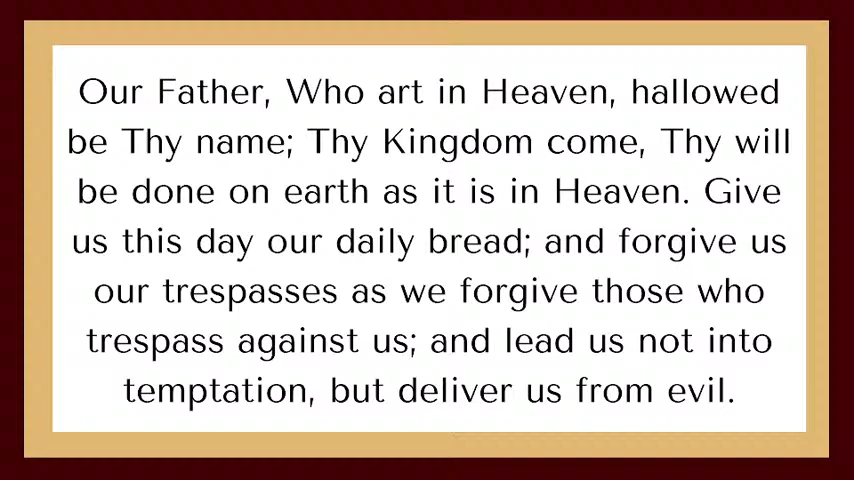 Our Father, Who art in Heaven, hallowed
be Thy name; Thy Kingdom come, Thy will
be done on earth as it is in Heaven. Give
us this day our daily bread; and forgive us
our trespasses as we forgive those who
trespass against us; and lead us not into
temptation, but deliver us from evil.